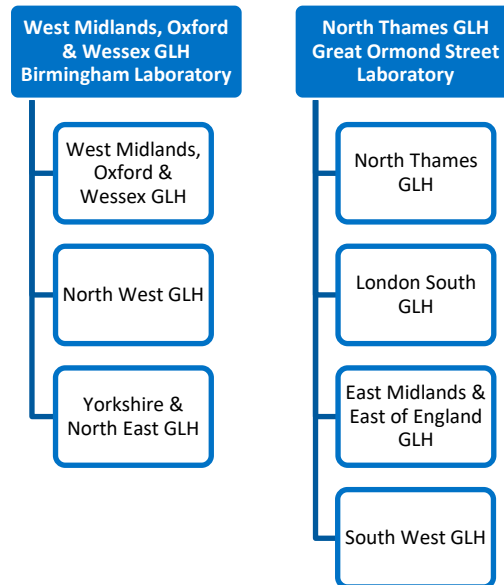 West Midlands, Oxford
& Wessex GLH
Birmingham Laboratory
West Midlands,
Oxford &
Wessex GLH
North West GLH
Yorkshire &
North East GLH
North Thames GLH
Great Ormond Street
Laboratory
North Thames
GLH
London South
GLH
East Midlands &
East of England
GLH
South West GLH